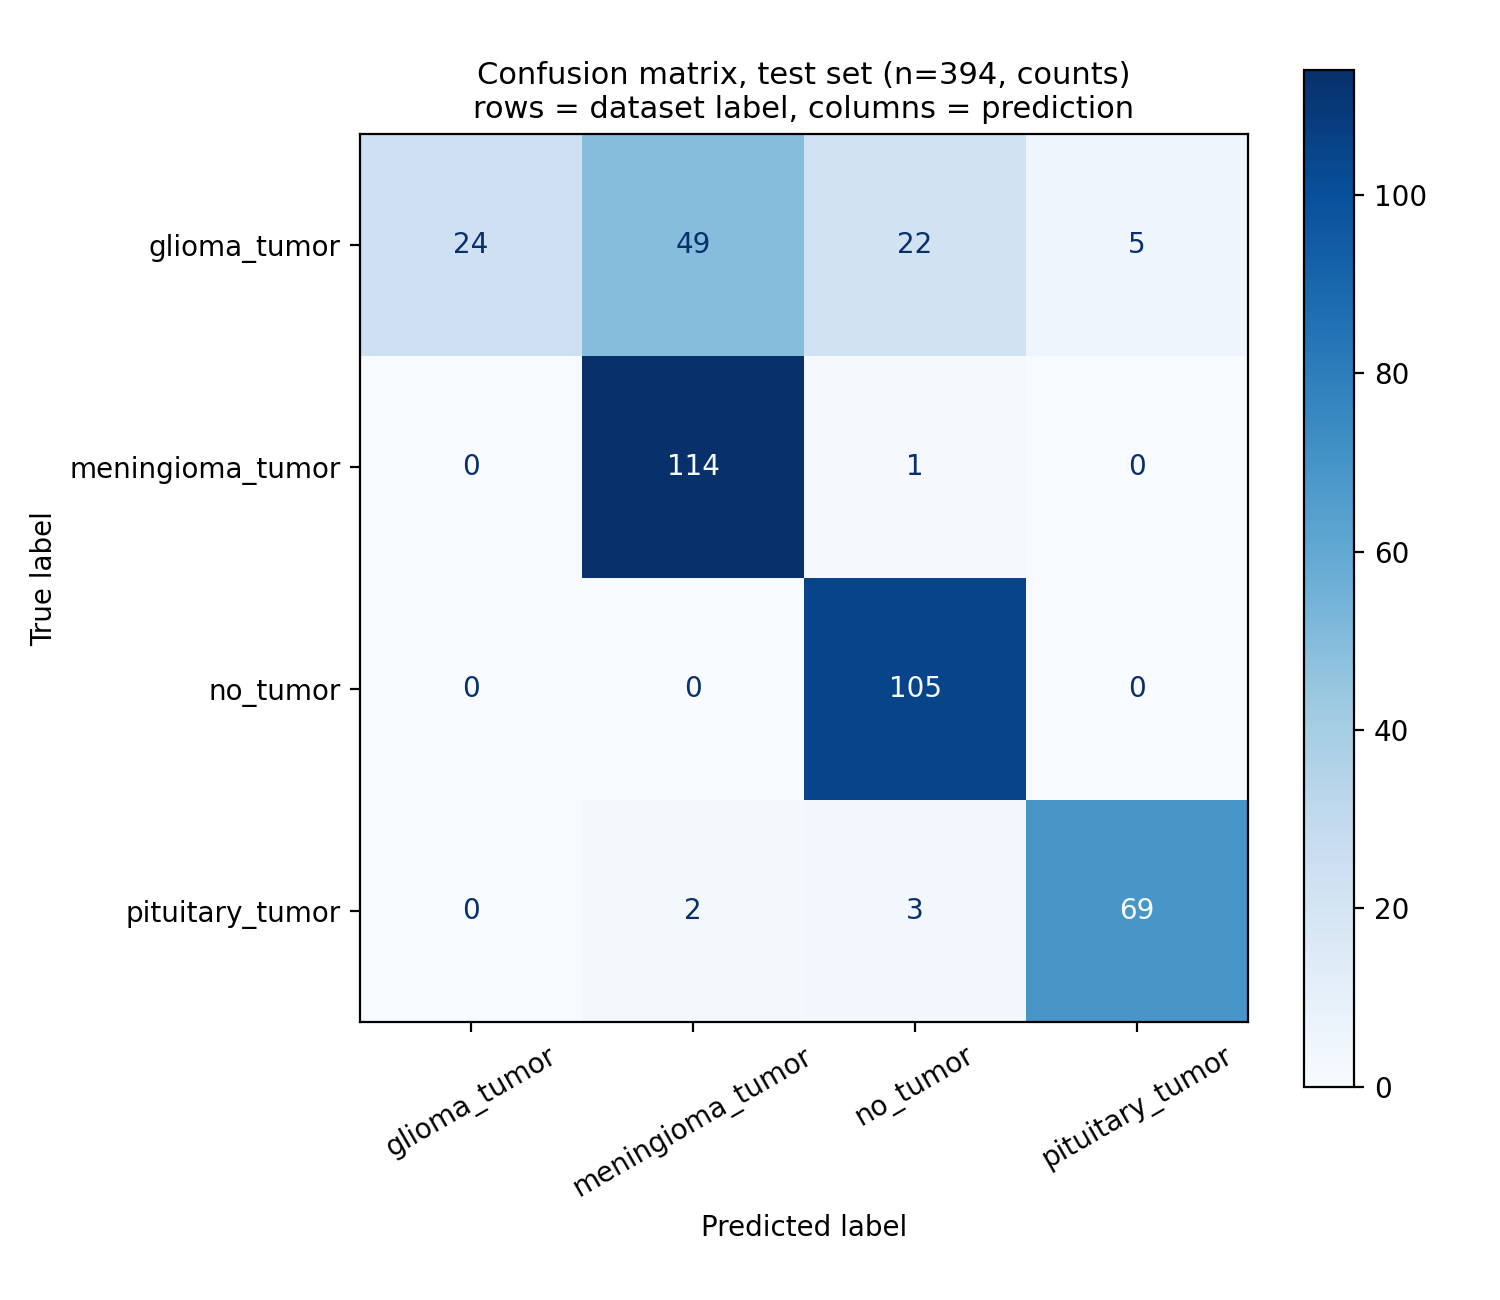 Confusion matrix, test set (n=394, counts)
rows = dataset label, columns = prediction
True label
glioma_tumor 24 49 22 5
meningioma_tumor 0 114 1 0
no_tumor 0 0 105 0
pituitary_tumor 0 2 3 69
glioma_tumor meningioma_tumor no_tumor pituitary_tumor
Predicted label
100
80
60
40
20
0